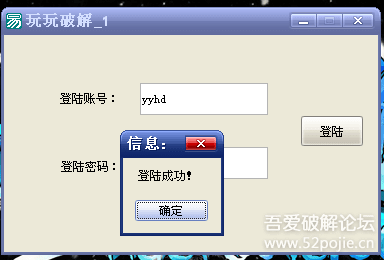 易 玩玩破解_1
登陆账号：
yyhd
登陆
登陆密码：
信息：
登陆成功！
确定
吾爱破解论坛
www.52pojie.cn